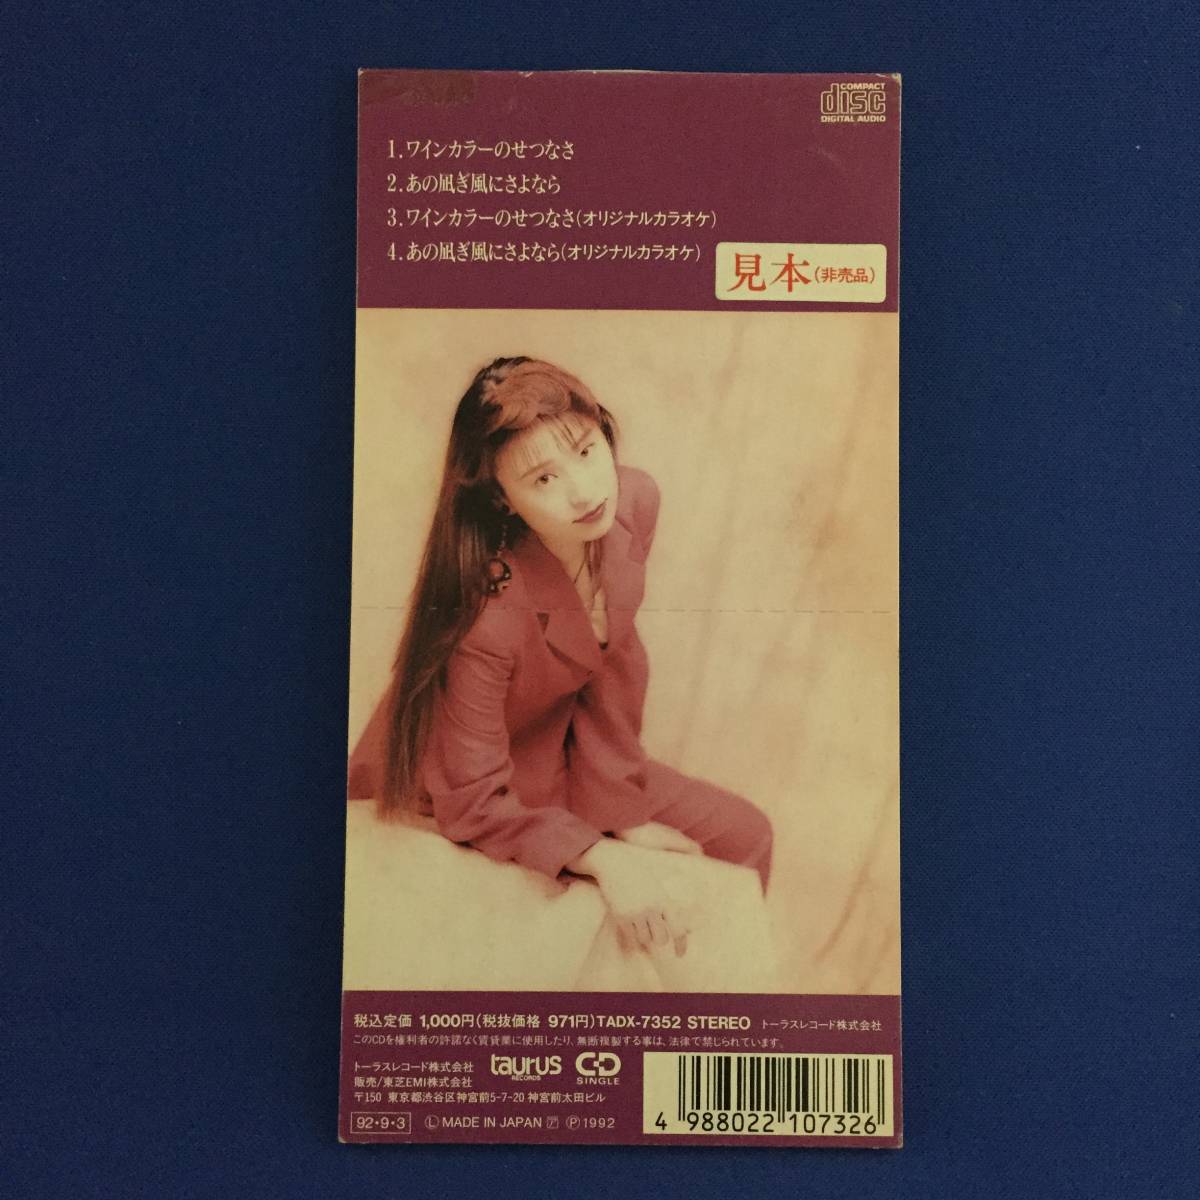 COMPACT
disc
DIGITAL AUDIO
1.ワインカラーのせつなさ
2.あの凪ぎ風にさよなら
3.ワインカラーのせつなさ(オリジナルカラオケ)
4.あの凪ぎ風にさよなら(オリジナルカラオケ)
見本(非売品)
税込定価 1,000円(税抜価格 971円)TADX-7352 STEREO トーラスレコード株式会社
このCDを権利者の許諾なく賃貸業に使用したり、無断複製する事は、法律で禁じられています。
トーラスレコード株式会社
販売/東芝EMI株式会社
taurus
RECORDS
CD
SINGLE
〒150 東京都渋谷区神宮前5-7-20 神宮前太田ビル
92・9・3 Ⓛ MADE IN JAPAN ㋐ Ⓟ1992
4 988022 107326